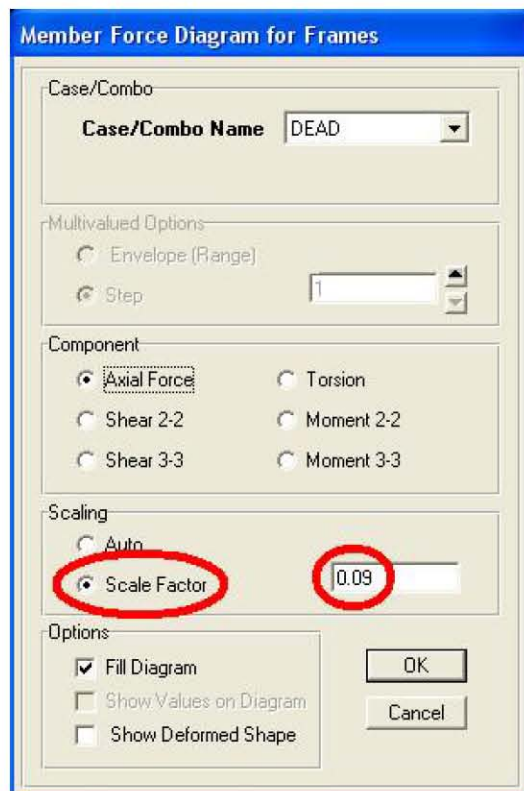 Member Force Diagram for Frames
Case/Combo
Case/Combo Name DEAD
Multivalued Options
Envelope (Range)
Step 1
Component
Axial Force Torsion
Shear 2-2 Moment 2-2
Shear 3-3 Moment 3-3
Scaling
Auto
Scale Factor 0.09
Options
Fill Diagram OK
Show Values on Diagram
Cancel
Show Deformed Shape